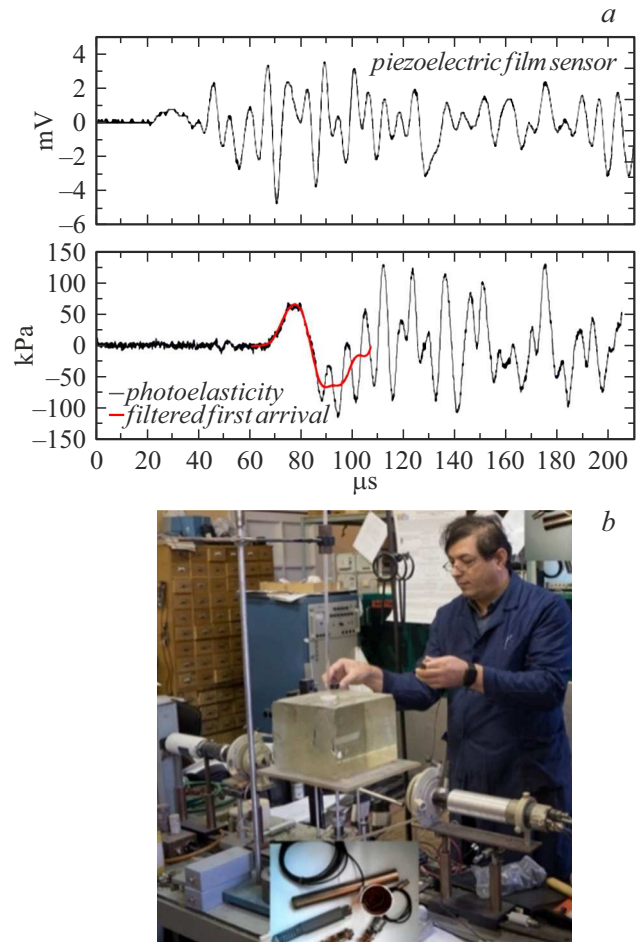 a
piezoelectric film sensor
4
2
0
−2
−4
−6
mV
150
100
50
0
−50
−100
−150
kPa
photoelasticity
filtered first arrival
0 20 40 60 80 100 120 140 160 180 200
μs
b